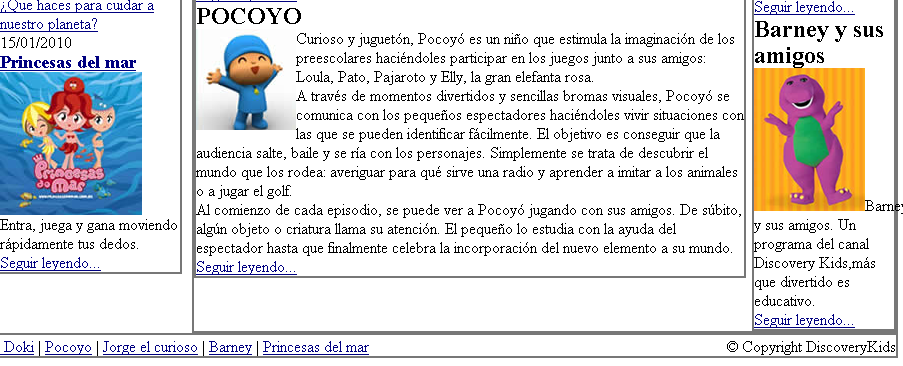 ¿Que haces para cuidar a
nuestro planeta?
15/01/2010
Princesas del mar
Princesas
do Mar
Entra, juega y gana moviendo
rápidamente tus dedos.
Seguir leyendo...
POCOYO
Curioso y juguetón, Pocoyó es un niño que estimula la imaginación de los
preescolares haciéndoles participar en los juegos junto a sus amigos:
Loula, Pato, Pajaroto y Elly, la gran elefanta rosa.
A través de momentos divertidos y sencillas bromas visuales, Pocoyó se
comunica con los pequeños espectadores haciéndoles vivir situaciones con
las que se pueden identificar fácilmente. El objetivo es conseguir que la
audiencia salte, baile y se ría con los personajes. Simplemente se trata de descubrir el
mundo que los rodea: averiguar para qué sirve una radio y aprender a imitar a los animales
o a jugar el golf.
Al comienzo de cada episodio, se puede ver a Pocoyó jugando con sus amigos. De súbito,
algún objeto o criatura llama su atención. El pequeño lo estudia con la ayuda del
espectador hasta que finalmente celebra la incorporación del nuevo elemento a su mundo.
Seguir leyendo...
Seguir leyendo...
Barney y sus
amigos
Barney
y sus amigos. Un
programa del canal
Discovery Kids,más
que divertido es
educativo.
Seguir leyendo...
Doki | Pocoyo | Jorge el curioso | Barney | Princesas del mar
© Copyright DiscoveryKids